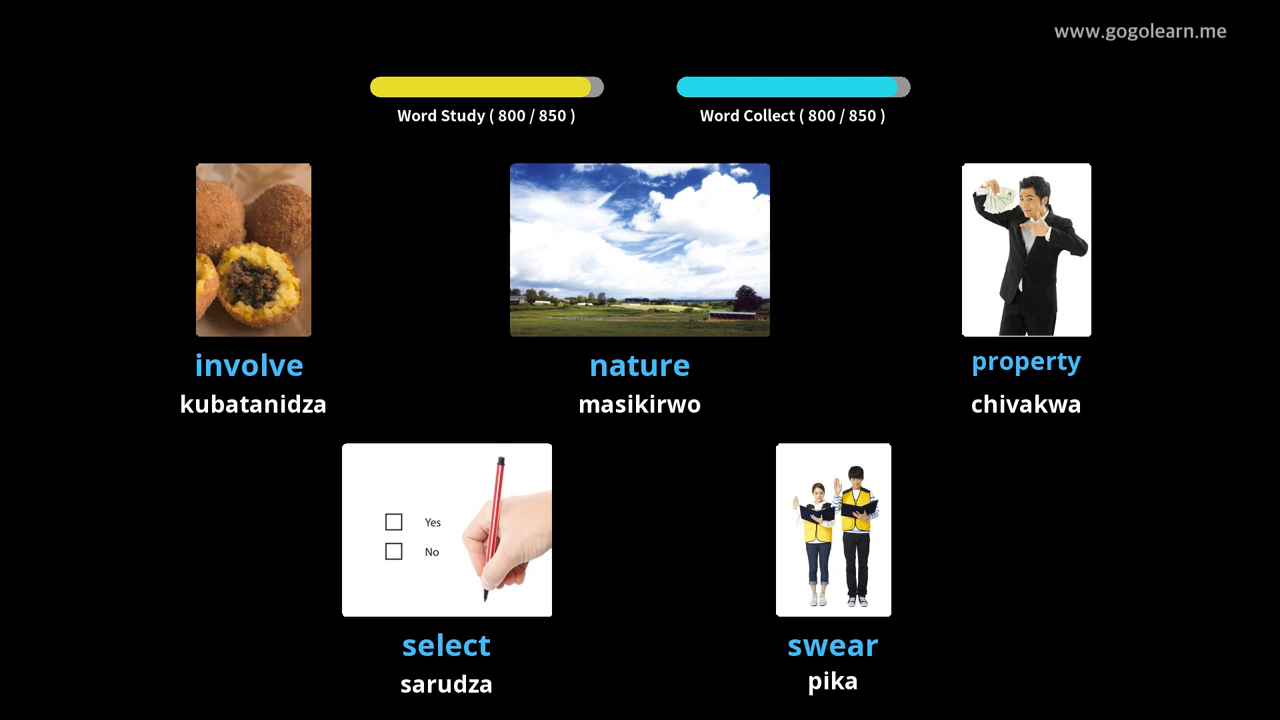 www.gogolearn.me
Word Study ( 800 / 850 )
Word Collect ( 800 / 850 )
involve
kubatanidza
nature
masikirwo
property
chivakwa
Yes
No
select
sarudza
swear
pika